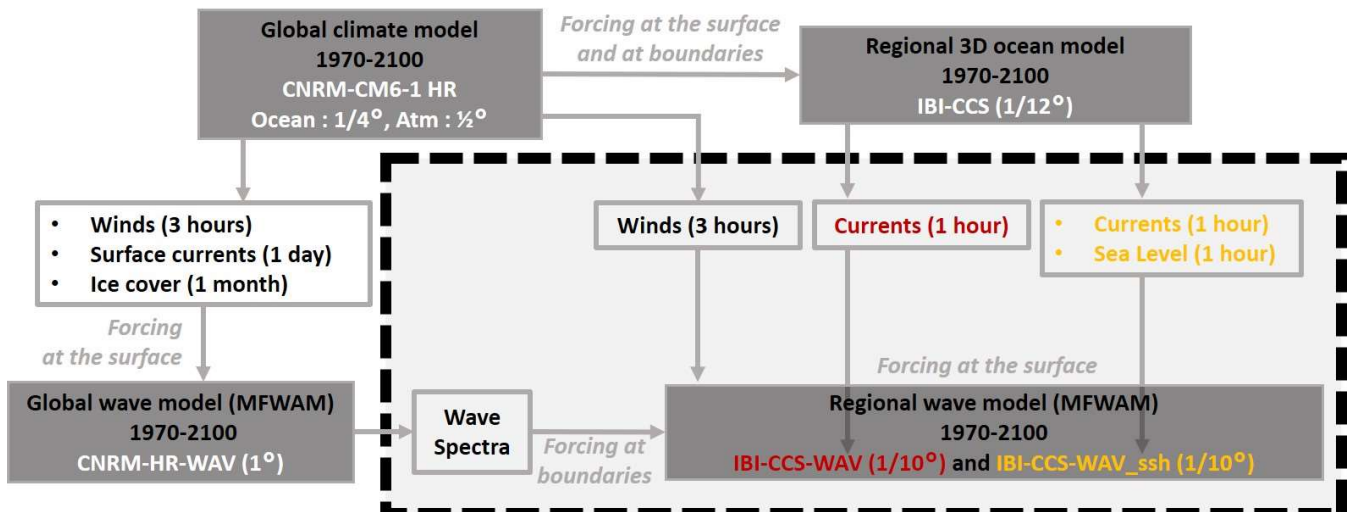 Global climate model
1970-2100
CNRM-CM6-1 HR
Ocean : 1/4°, Atm : ½°
Forcing at the surface
and at boundaries
Regional 3D ocean model
1970-2100
IBI-CCS (1/12°)
• Winds (3 hours)
• Surface currents (1 day)
• Ice cover (1 month)
Winds (3 hours)
Currents (1 hour)
• Currents (1 hour)
• Sea Level (1 hour)
Forcing
at the surface
Forcing at the surface
Global wave model (MFWAM)
1970-2100
CNRM-HR-WAV (1°)
Wave
Spectra
Forcing at
boundaries
Regional wave model (MFWAM)
1970-2100
IBI-CCS-WAV (1/10°) and IBI-CCS-WAV_ssh (1/10°)